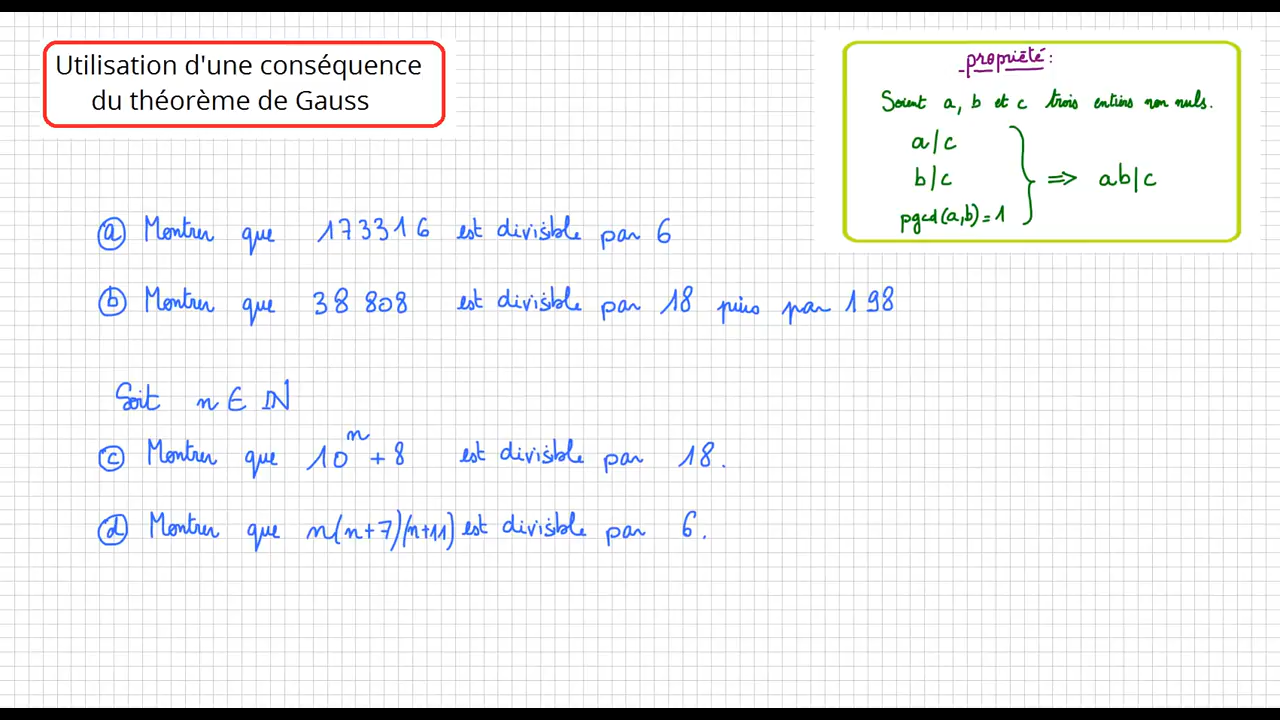 Utilisation d'une conséquence
du théorème de Gauss
propriété :
Soient a, b et c trois entiers non nuls.
a|c
b|c
pgcd(a,b)=1
⇒ ab|c
ⓐ Montrer que 173316 est divisible par 6
ⓑ Montrer que 38 808 est divisible par 18 puis par 198
Soit n ∈ ℕ
ⓒ Montrer que 10^n + 8 est divisible par 18.
ⓓ Montrer que n(n+7)(n+11) est divisible par 6.